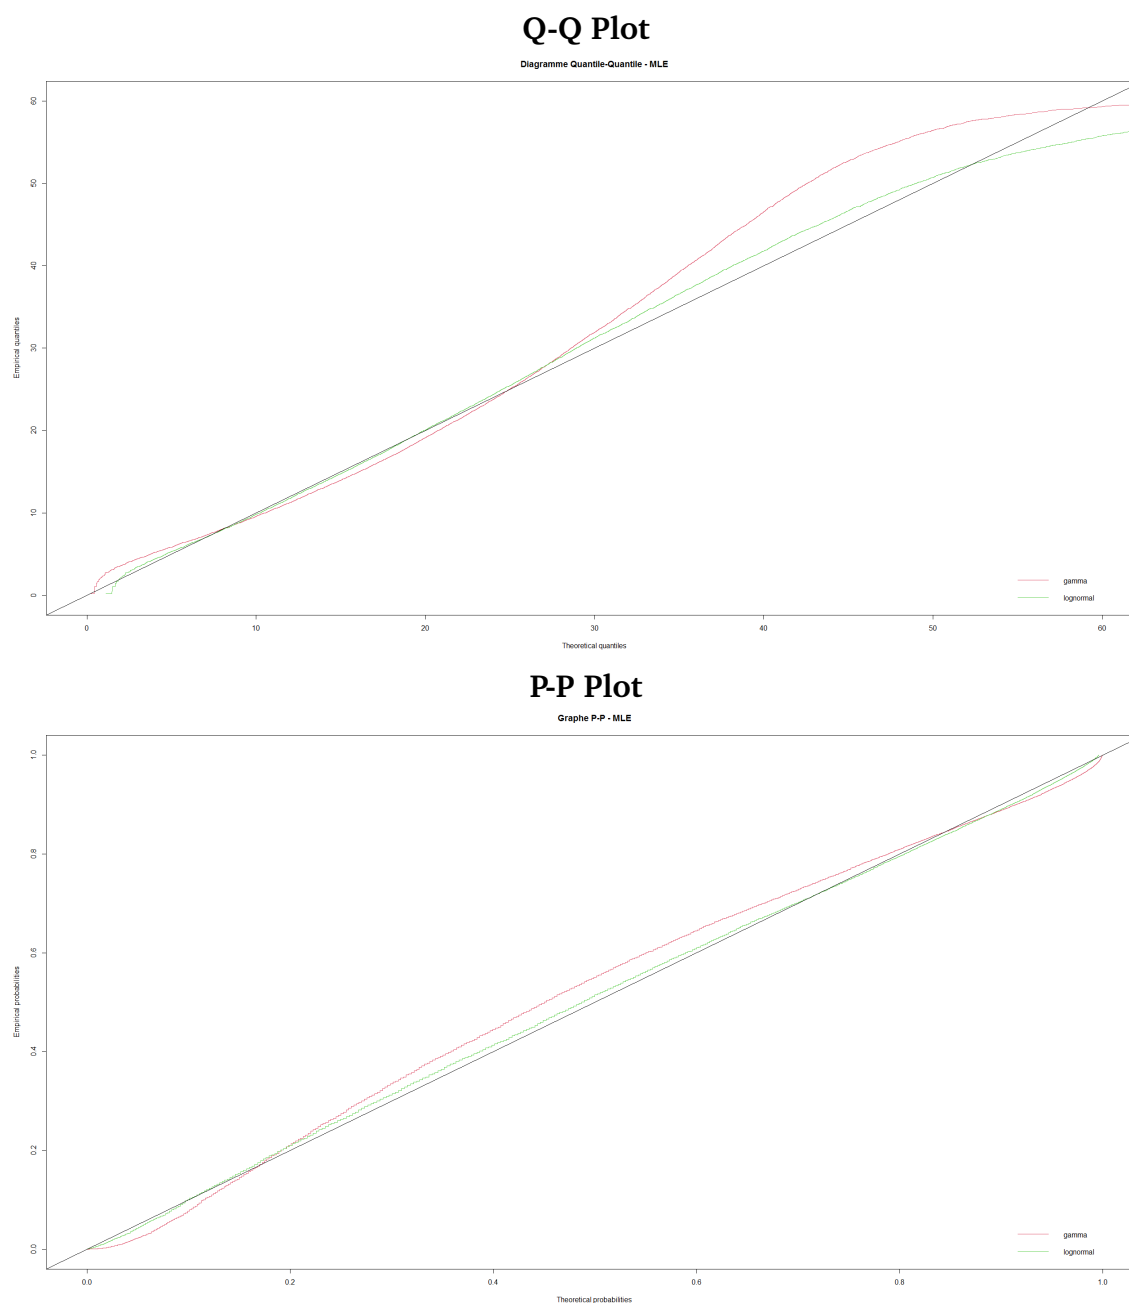 Q-Q Plot
Diagramme Quantile-Quantile - MLE
60
50
40
30
20
10
0
Empirical quantiles
gamma
lognormal
0 10 20 30 40 50 60
Theoretical quantiles
P-P Plot
Graphe P-P - MLE
1.0
0.8
0.6
0.4
0.2
0.0
Empirical probabilities
gamma
lognormal
0.0 0.2 0.4 0.6 0.8 1.0
Theoretical probabilities